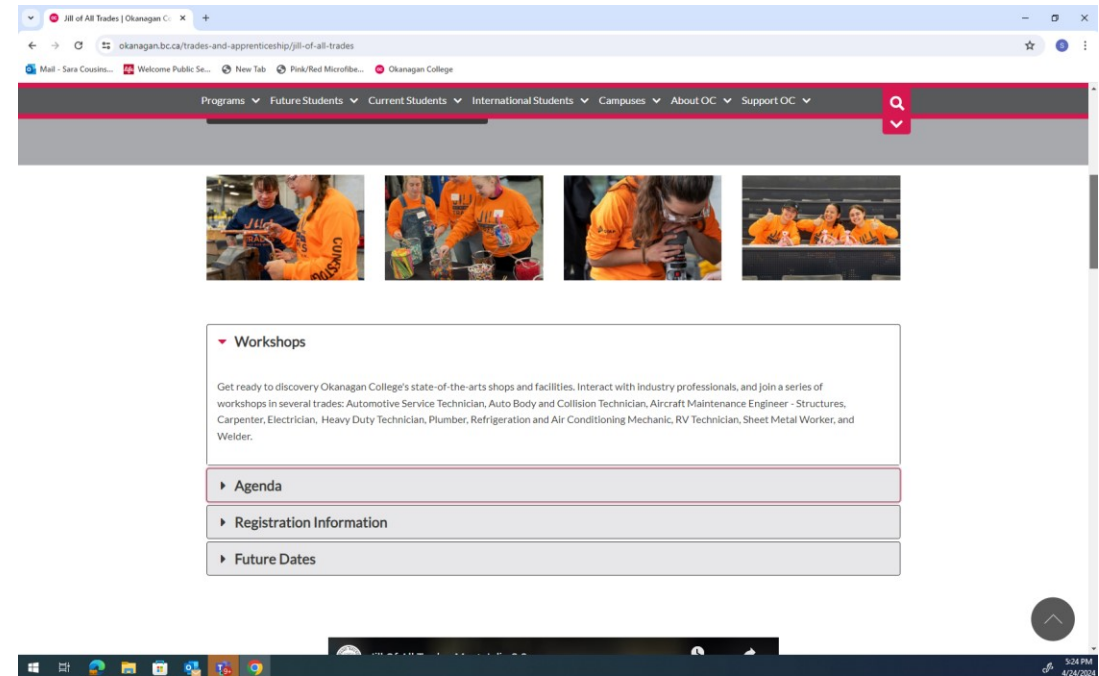 Jill of All Trades | Okanagan Co
okanagan.bc.ca/trades-and-apprenticeship/jill-of-all-trades
Mail - Sara Cousins... Welcome Public Se... New Tab Pink/Red Microfibe... Okanagan College
Programs Future Students Current Students International Students Campuses About OC Support OC
Workshops
Get ready to discovery Okanagan College's state-of-the-arts shops and facilities. Interact with industry professionals, and join a series of
workshops in several trades: Automotive Service Technician, Auto Body and Collision Technician, Aircraft Maintenance Engineer - Structures,
Carpenter, Electrician, Heavy Duty Technician, Plumber, Refrigeration and Air Conditioning Mechanic, RV Technician, Sheet Metal Worker, and
Welder.
Agenda
Registration Information
Future Dates
5:24 PM
4/24/2024